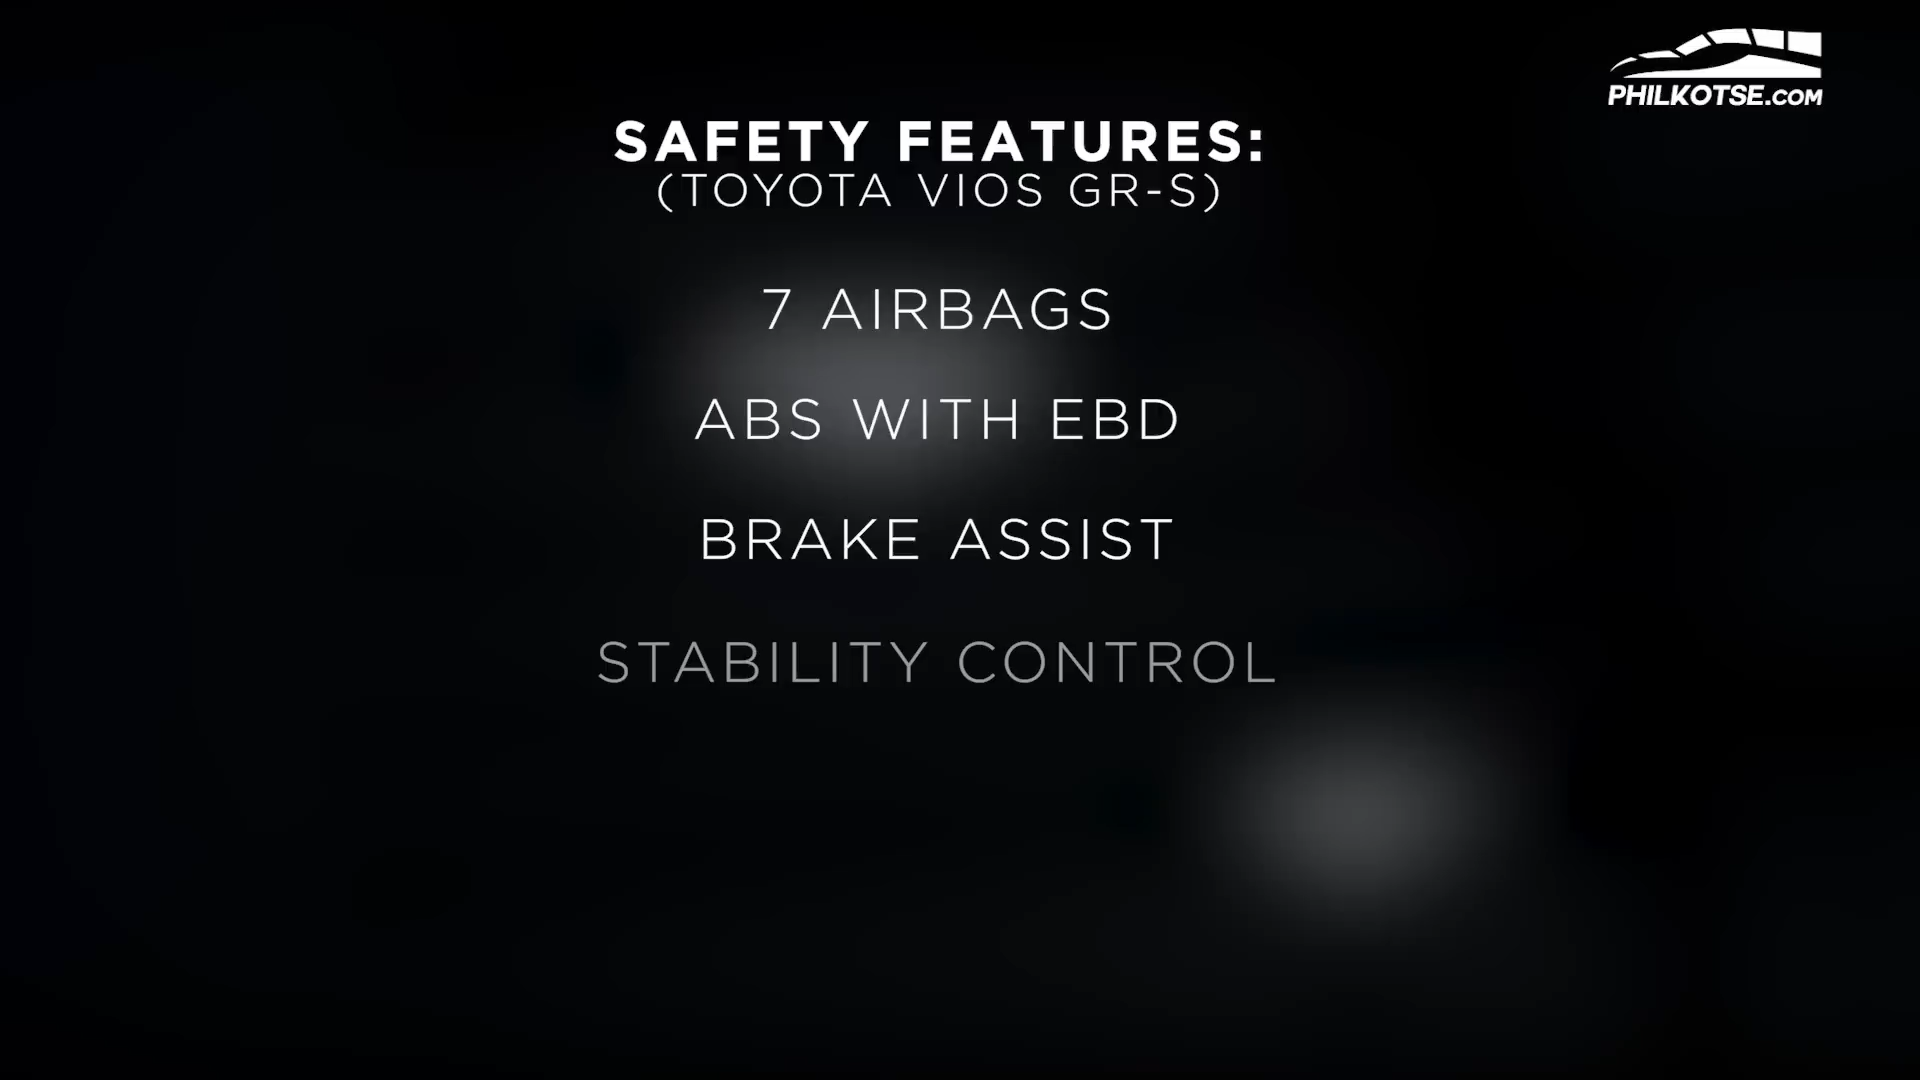 PHILKOTSE.COM
SAFETY FEATURES:
(TOYOTA VIOS GR-S)
7 AIRBAGS
ABS WITH EBD
BRAKE ASSIST
STABILITY CONTROL